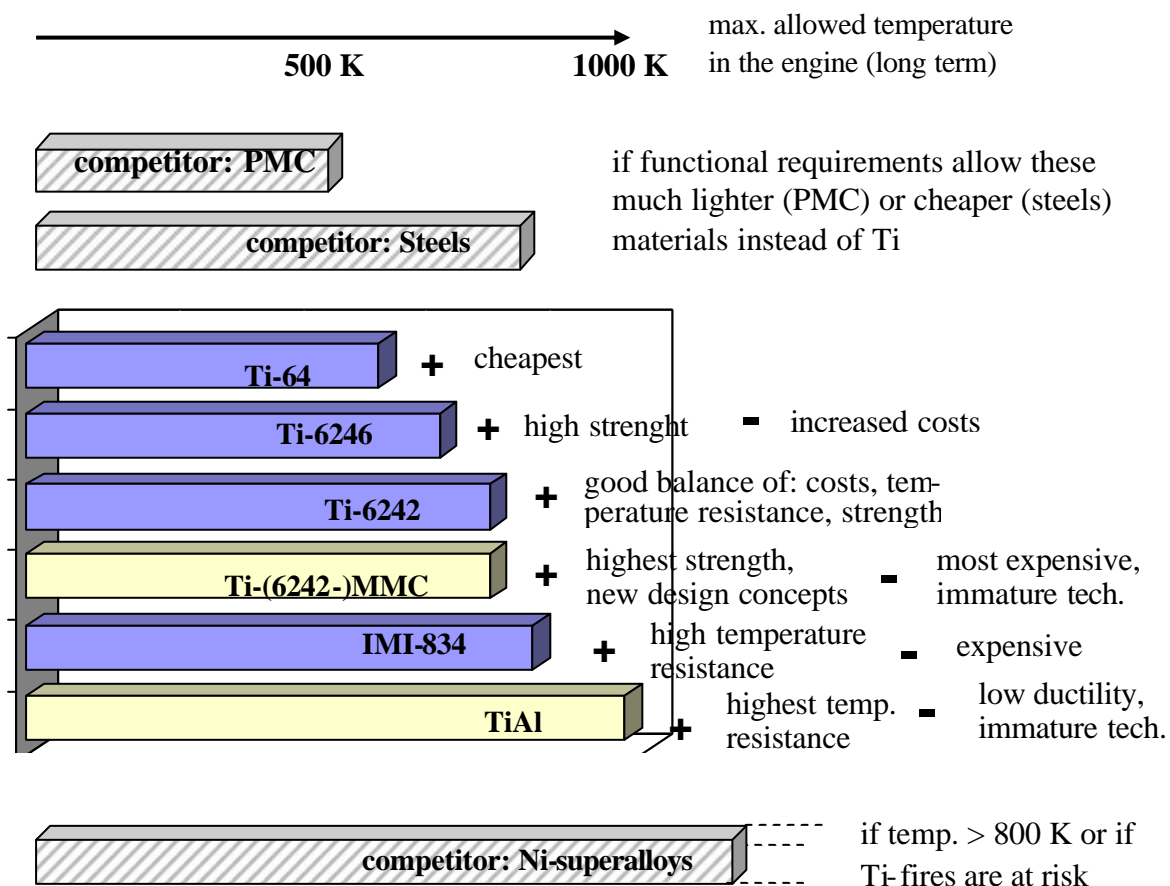 max. allowed temperature
500 K 1000 K in the engine (long term)
competitor: PMC
if functional requirements allow these
much lighter (PMC) or cheaper (steels)
competitor: Steels
materials instead of Ti
Ti-64 + cheapest
Ti-6246 + high strenght - increased costs
Ti-6242 + good balance of: costs, tem-
perature resistance, strength
Ti-(6242-)MMC + highest strength,
new design concepts
- most expensive,
immature tech.
IMI-834 + high temperature
resistance
- expensive
TiAl + highest temp.
resistance
- low ductility,
immature tech.
competitor: Ni-superalloys
if temp. > 800 K or if
Ti-fires are at risk